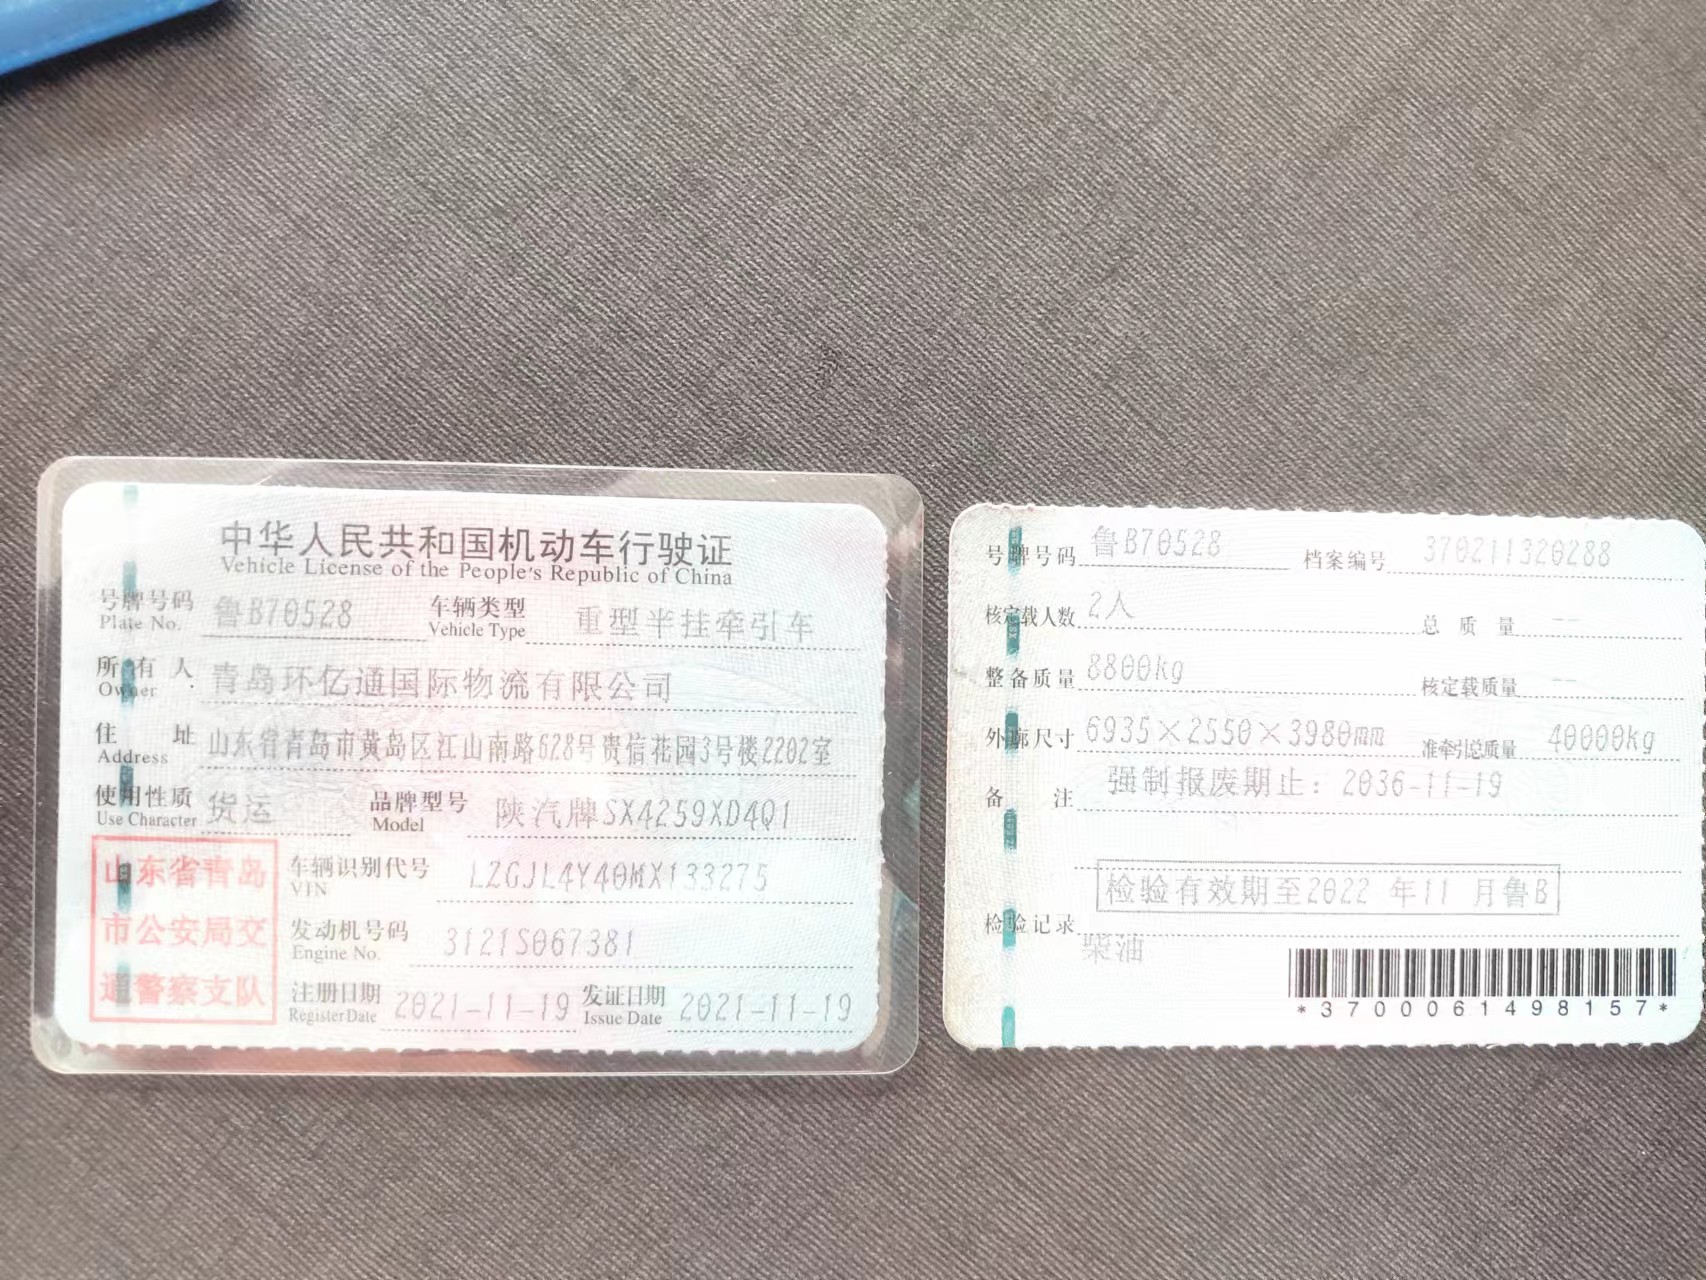 中华人民共和国机动车行驶证
Vehicle License of the People's Republic of China
号牌号码 鲁B70528 车辆类型 重型半挂牵引车
Plate No. Vehicle Type
所有人 青岛环亿通国际物流有限公司
Owner
住址 山东省青岛市黄岛区江山南路628号贵信花园3号楼2202室
Address
使用性质 货运 品牌型号 陕汽牌SX4259XD4Q1
Use Character Model
山东省青岛
市公安局交
通警察支队
车辆识别代号 LZGJL4Y40MX133275
VIN
发动机号码 3121S067381
Engine No.
注册日期 2021-11-19 发证日期 2021-11-19
Register Date Issue Date
号牌号码 鲁B70528 档案编号 370211320288
核定载人数 2人 总质量 --
整备质量 8800kg 核定载质量 --
外廓尺寸 6935×2550×3980mm 准牵引总质量 40000kg
备注 强制报废期止：2036-11-19
检验有效期至2022 年11 月鲁B
检验记录
柴油
*3700061498157*